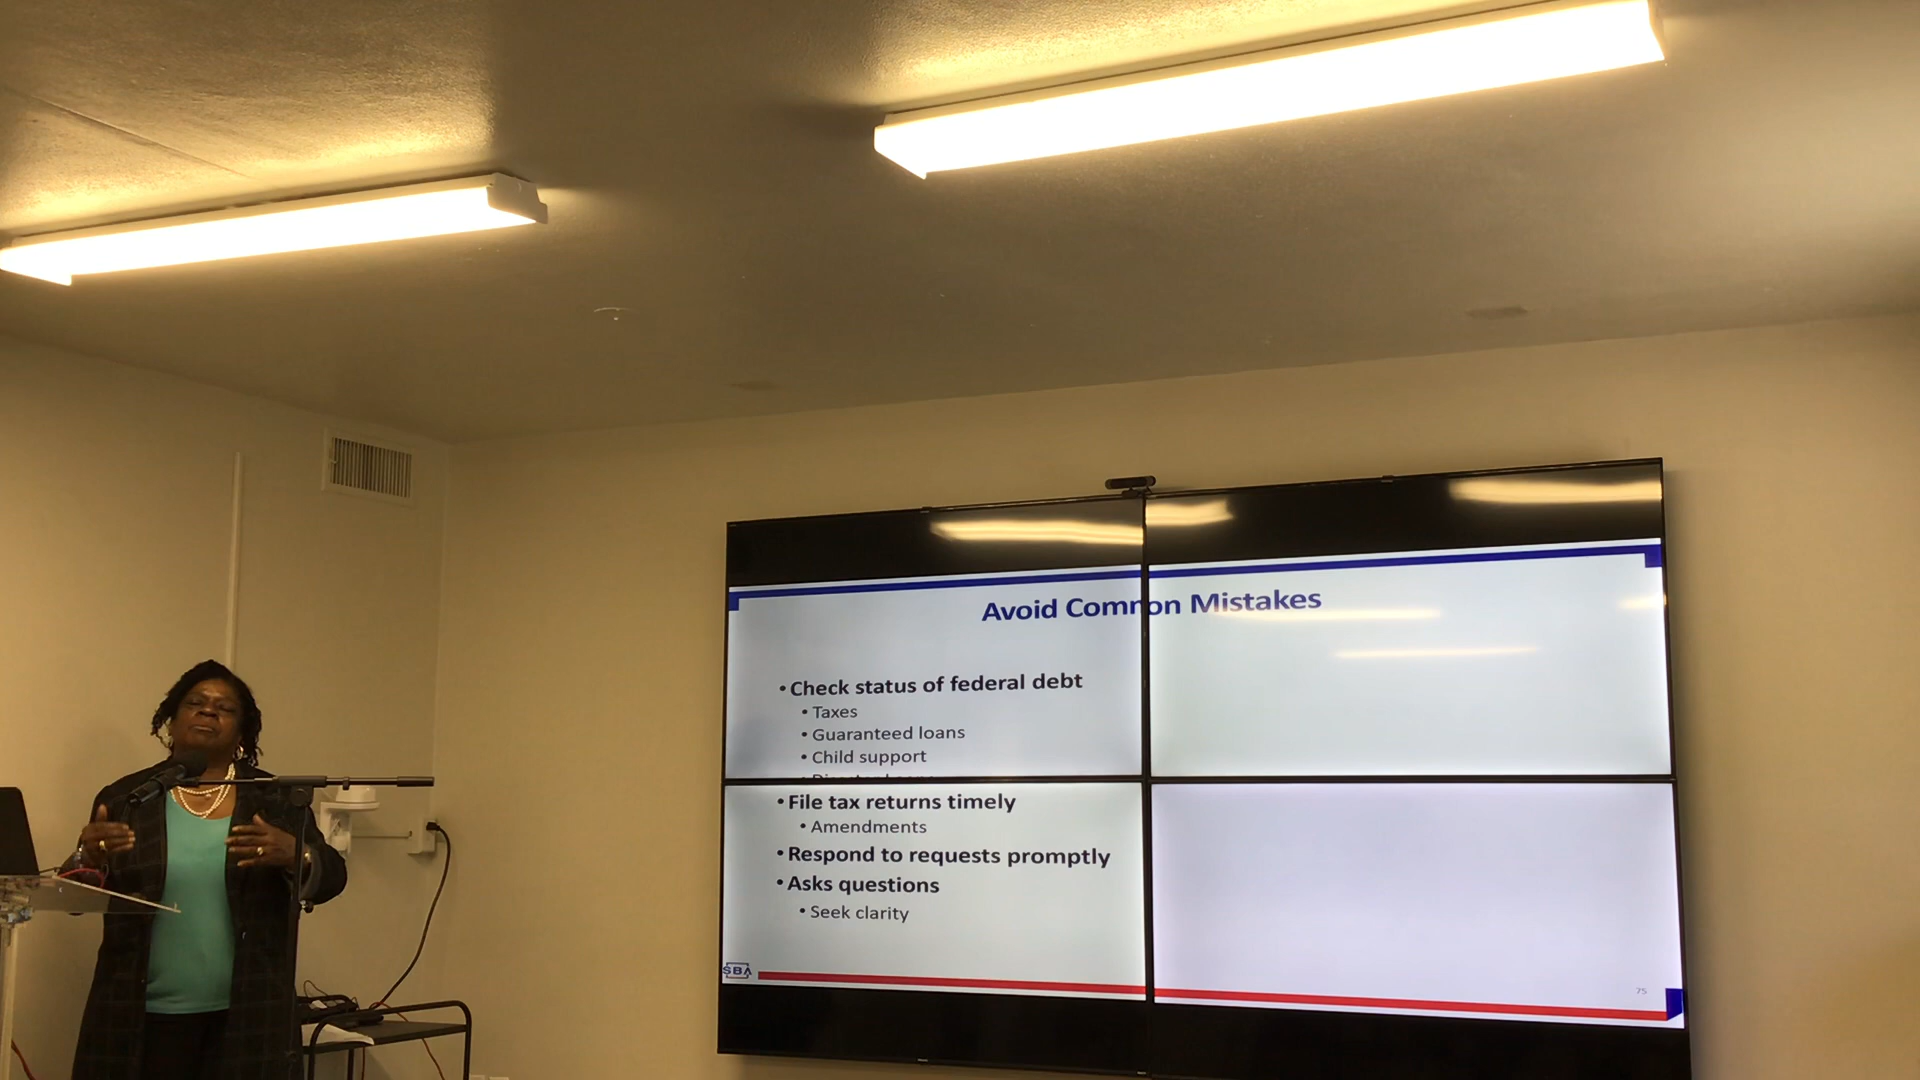 Avoid Common Mistakes
• Check status of federal debt
• Taxes
• Guaranteed loans
• Child support
• File tax returns timely
• Amendments
• Respond to requests promptly
• Asks questions
• Seek clarity
SBA
75